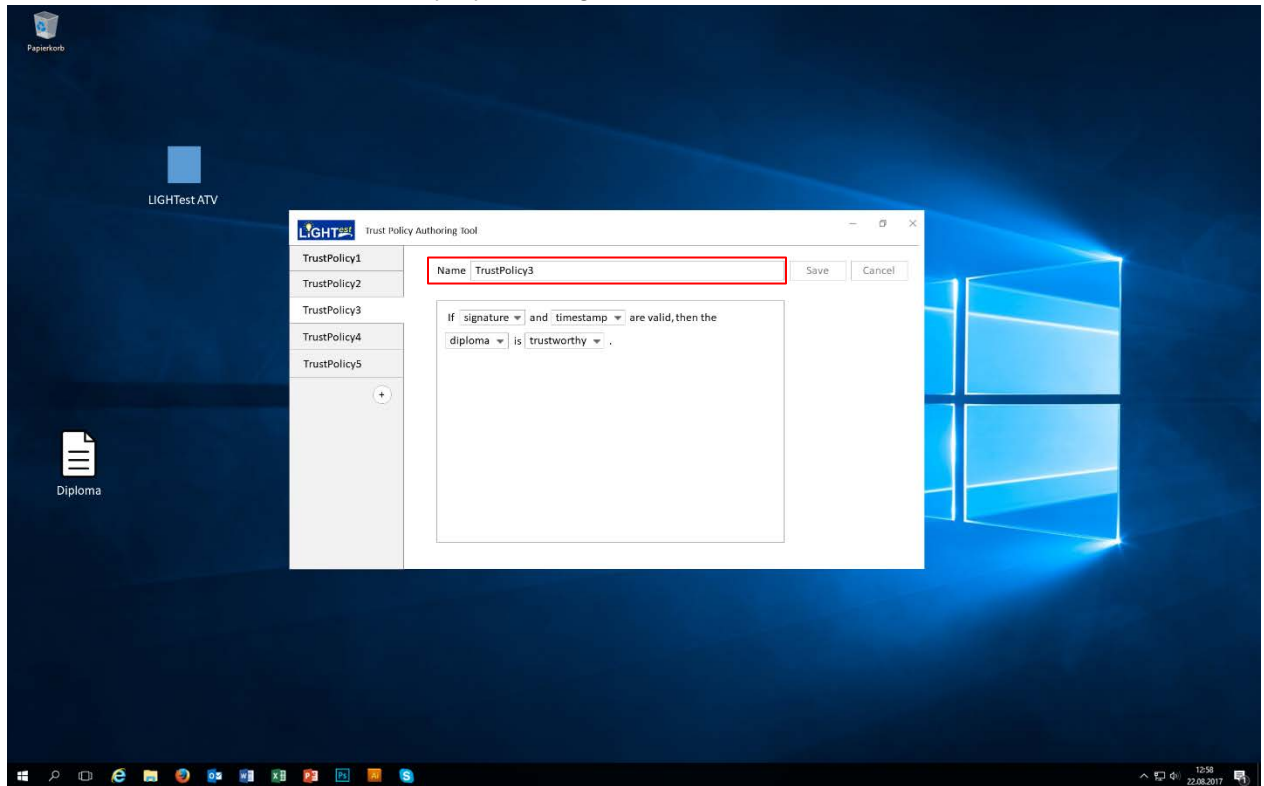 Papierkorb
LIGHTest ATV
LIGHTest Trust Policy Authoring Tool
TrustPolicy1
TrustPolicy2
TrustPolicy3
TrustPolicy4
TrustPolicy5
+
Name TrustPolicy3 Save Cancel
If signature and timestamp are valid, then the
diploma is trustworthy .
Diploma
12:58
22.08.2017